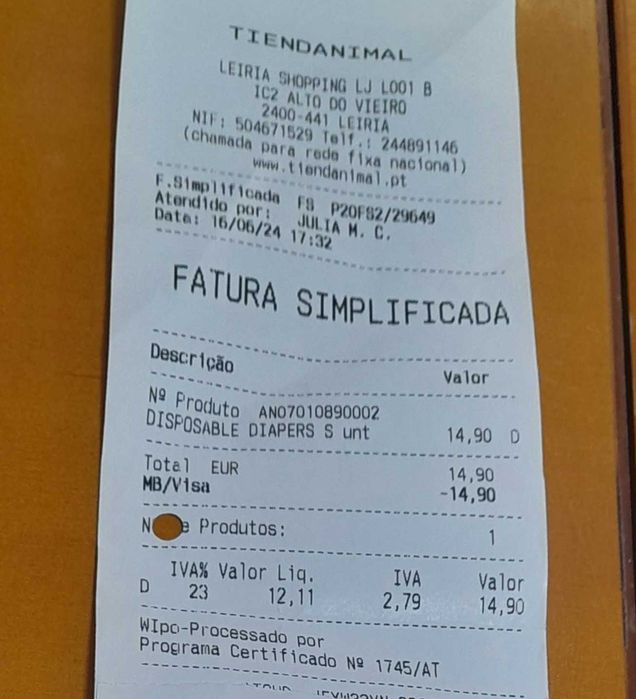 TIENDANIMAL
LEIRIA SHOPPING LJ L001 B
IC2 ALTO DO VIEIRO
2400-441 LEIRIA
NIF: 504671529 Telf.: 244891146
(chamada para rede fixa nacional)
www.tiendanimal.pt
F.Simplificada FS P20FS2/29649
Atendido por: JULIA M. C.
Data: 16/06/24 17:32
FATURA SIMPLIFICADA
Descrição Valor
Nº Produto AN07010890002
DISPOSABLE DIAPERS S unt 14,90 D
Total EUR 14,90
MB/Visa -14,90
N e Produtos: 1
IVA% Valor Liq. IVA Valor
D 23 12,11 2,79 14,90
WIpo-Processado por
Programa Certificado Nº 1745/AT